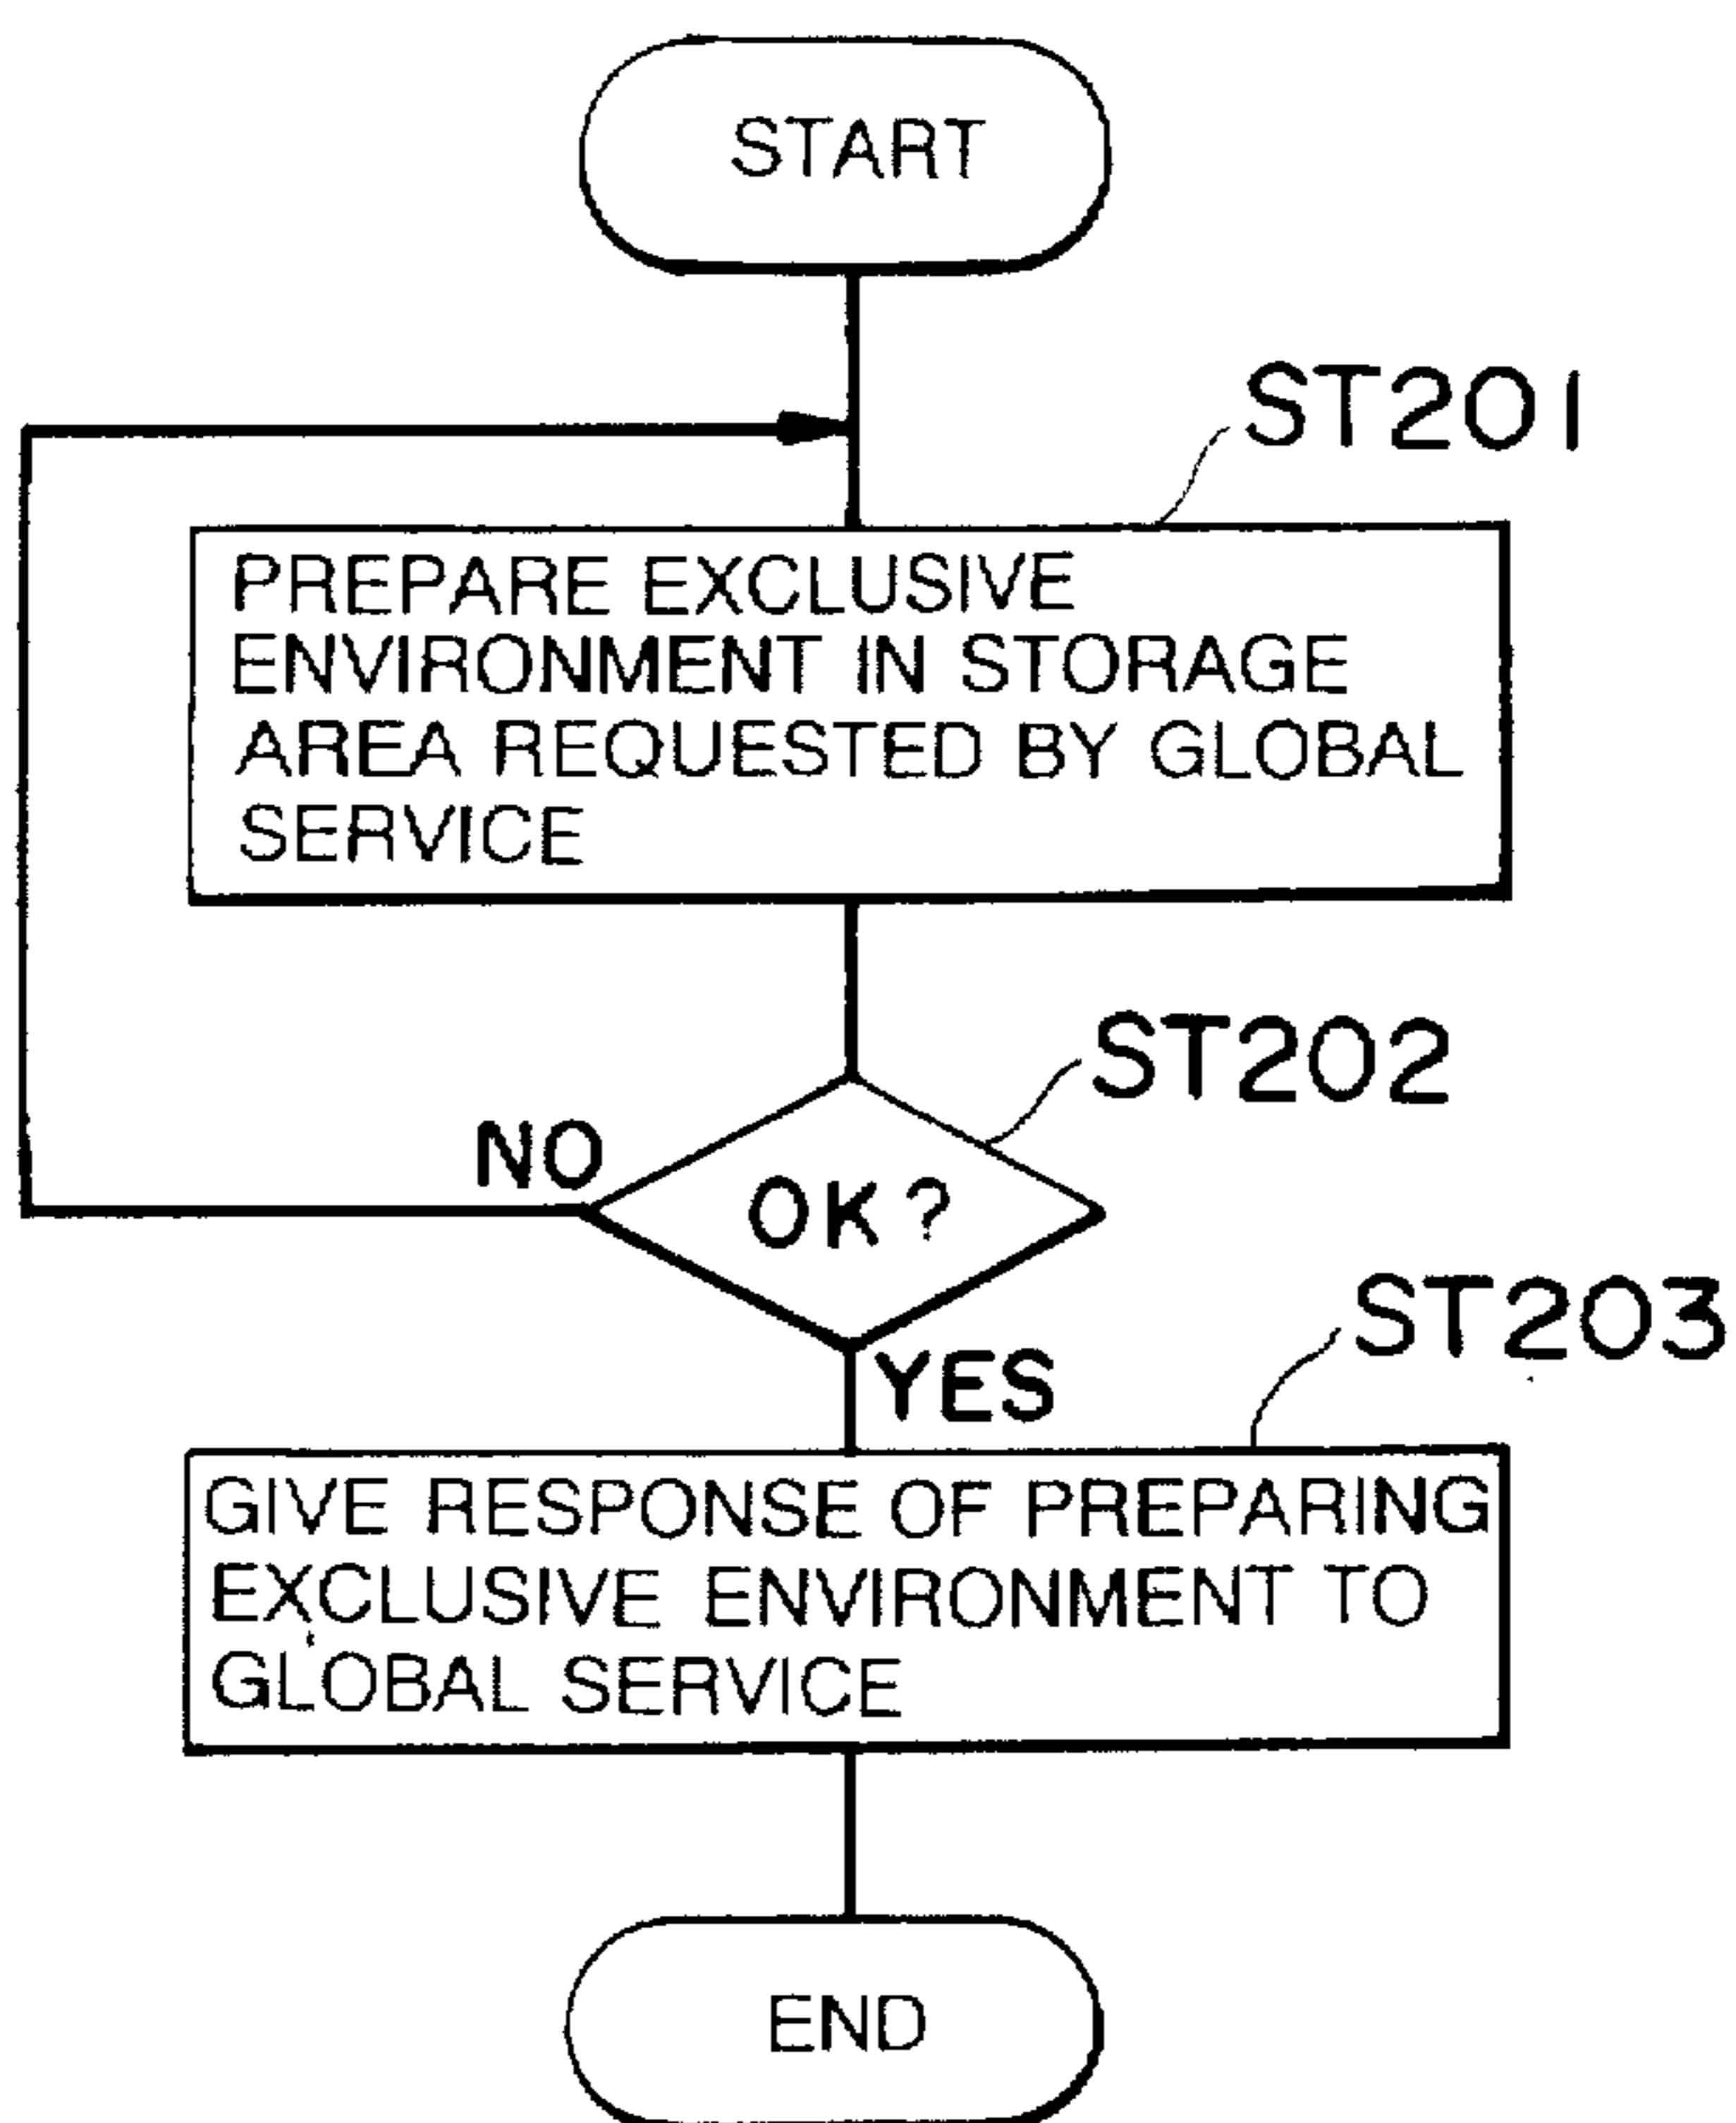 START
ST201
PREPARE EXCLUSIVE
ENVIRONMENT IN STORAGE
AREA REQUESTED BY GLOBAL
SERVICE
ST202
NO
OK?
ST203
YES
GIVE RESPONSE OF PREPARING
EXCLUSIVE ENVIRONMENT TO
GLOBAL SERVICE
END